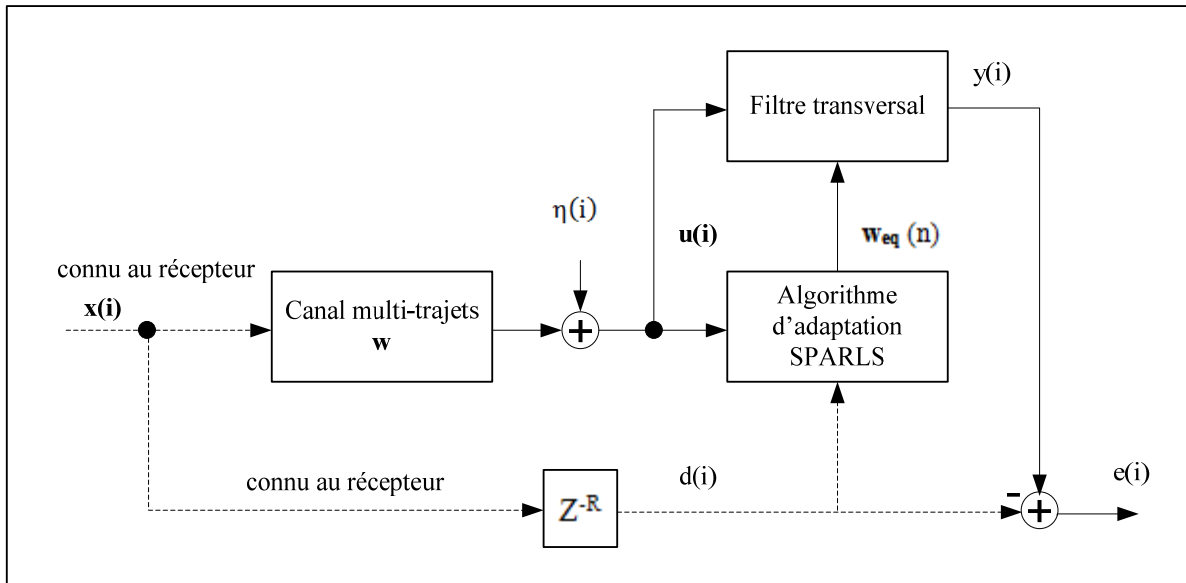 Filtre transversal
y(i)
η(i)
u(i)
w_eq (n)
connu au récepteur
x(i)
Canal multi-trajets
w
+
Algorithme
d’adaptation
SPARLS
connu au récepteur
Z^-R
d(i)
-
+
e(i)